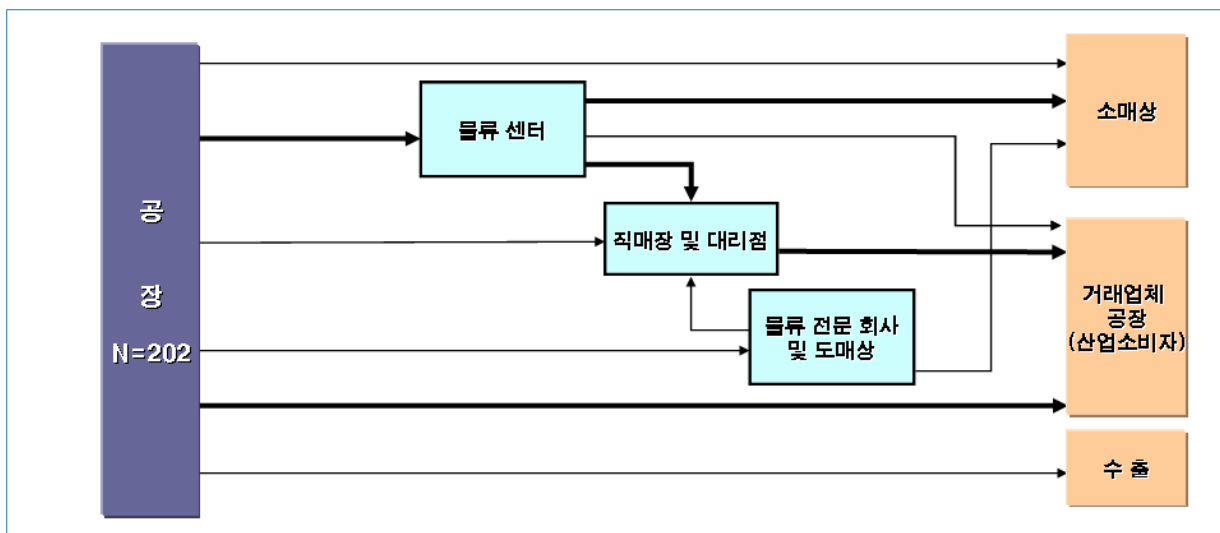 공
장
N=202
물류 센터
직매장 및 대리점
물류 전문 회사
및 도매상
소매상
거래업체
공장
(산업소비자)
수 출